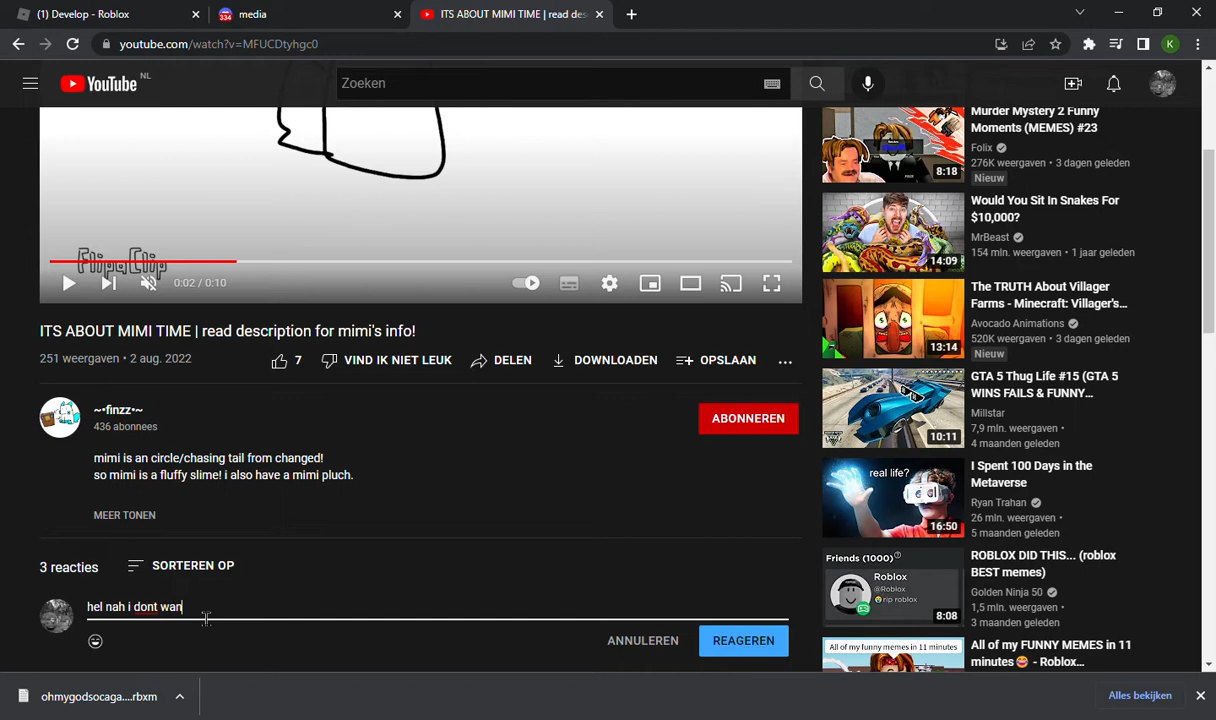 (1) Develop - Roblox
334
media
ITS ABOUT MIMI TIME | read des
youtube.com/watch?v=MFUCDtyhgc0
K
YouTube NL
Zoeken
FlipaClip
0:02 / 0:10
ITS ABOUT MIMI TIME | read description for mimi's info!
251 weergaven • 2 aug. 2022
7
VIND IK NIET LEUK
DELEN
DOWNLOADEN
OPSLAAN
~•finzz•~
436 abonnees
ABONNEREN
mimi is an circle/chasing tail from changed!
so mimi is a fluffy slime! i also have a mimi pluch.
MEER TONEN
3 reacties
SORTEREN OP
hel nah i dont wan
ANNULEREN
REAGEREN
Murder Mystery 2 Funny
Moments (MEMES) #23
Folix
276K weergaven • 3 dagen geleden
Nieuw
8:18
Would You Sit In Snakes For
$10,000?
MrBeast
154 mln. weergaven • 1 jaar geleden
14:09
The TRUTH About Villager
Farms - Minecraft: Villager's...
Avocado Animations
520K weergaven • 3 dagen geleden
Nieuw
13:14
GTA 5 Thug Life #15 (GTA 5
WINS FAILS & FUNNY...
Millstar
7,9 mln. weergaven •
4 maanden geleden
10:11
I Spent 100 Days in the
Metaverse
Ryan Trahan
26 mln. weergaven •
5 maanden geleden
real life?
16:50
ROBLOX DID THIS... (roblox
BEST memes)
Golden Ninja 50
1,5 mln. weergaven •
3 maanden geleden
Friends (1000)
Roblox
@Roblox
rip roblox
8:08
All of my FUNNY MEMES in 11
minutes😍 - Roblox...
All of my funny memes in 11 minutes
ohmygodsocaga....rbxm
Alles bekijken